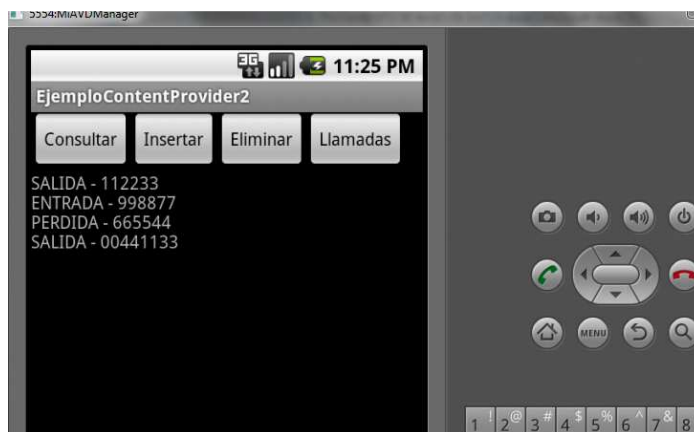 5554:MiAVDManager
3G 11:25 PM
EjemploContentProvider2
Consultar Insertar Eliminar Llamadas
SALIDA - 112233
ENTRADA - 998877
PERDIDA - 665544
SALIDA - 00441133
MENU
1 ! 2 @ 3 # 4 $ 5 % 6 ^ 7 & 8